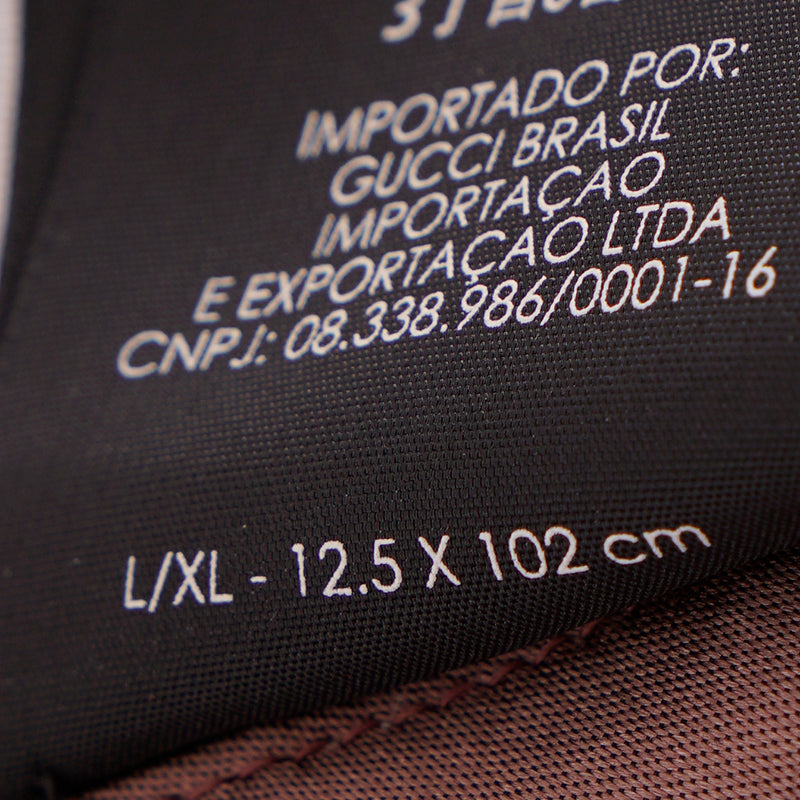 IMPORTADO POR:
GUCCI BRASIL
IMPORTAÇAO
E EXPORTAÇAO LTDA
CNPJ: 08.338.986/0001-16
L/XL - 12.5 X 102 cm